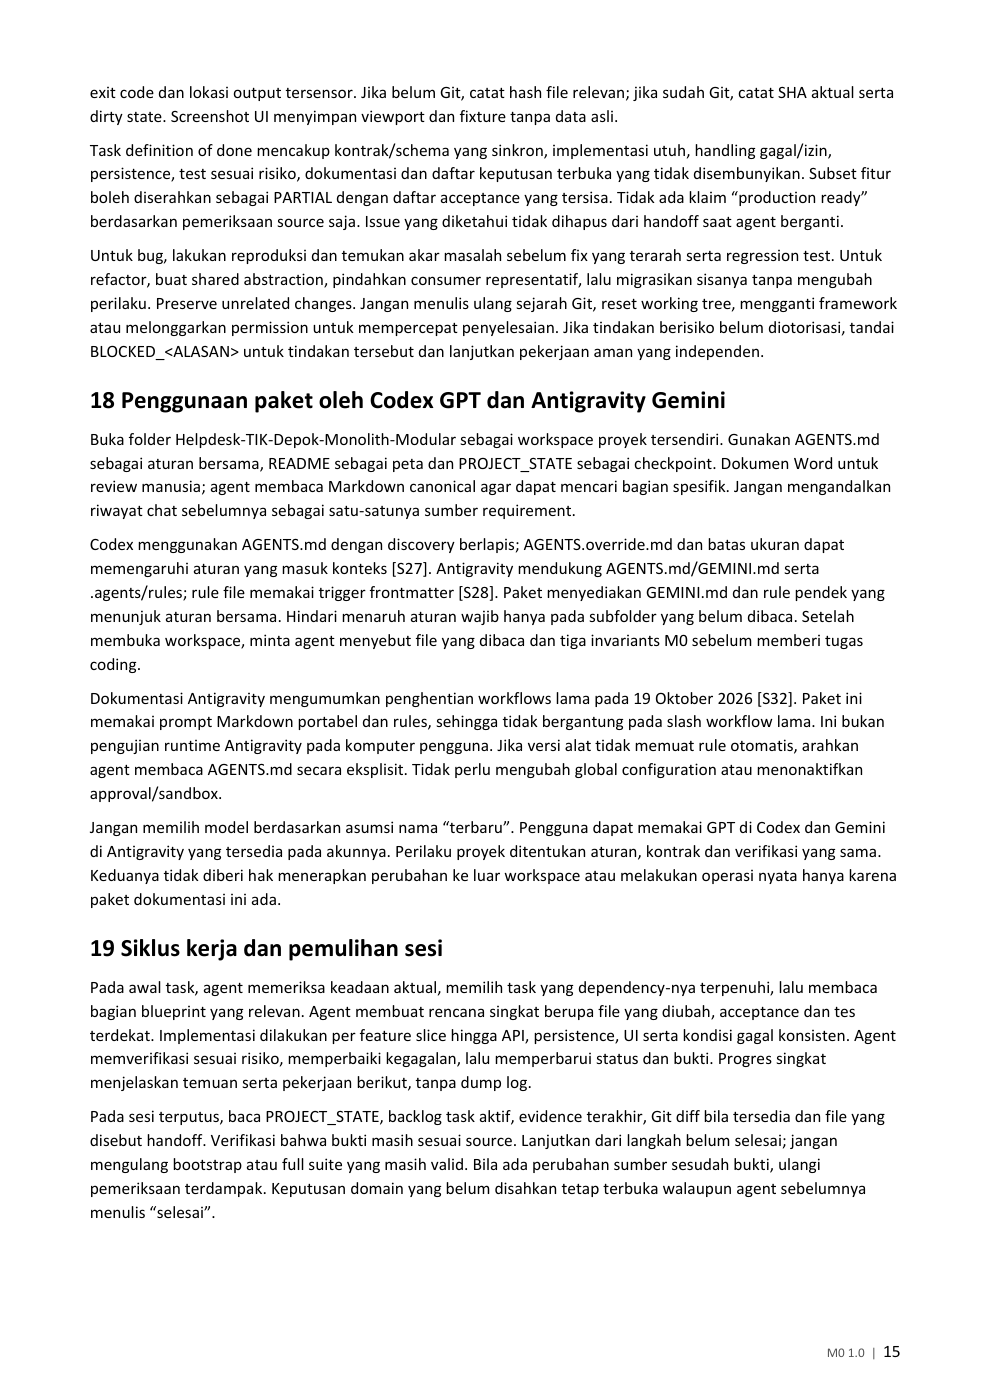 exit code dan lokasi output tersensor. Jika belum Git, catat hash file relevan; jika sudah Git, catat SHA aktual serta
dirty state. Screenshot UI menyimpan viewport dan fixture tanpa data asli.
Task definition of done mencakup kontrak/schema yang sinkron, implementasi utuh, handling gagal/izin,
persistence, test sesuai risiko, dokumentasi dan daftar keputusan terbuka yang tidak disembunyikan. Subset fitur
boleh diserahkan sebagai PARTIAL dengan daftar acceptance yang tersisa. Tidak ada klaim “production ready”
berdasarkan pemeriksaan source saja. Issue yang diketahui tidak dihapus dari handoff saat agent berganti.
Untuk bug, lakukan reproduksi dan temukan akar masalah sebelum fix yang terarah serta regression test. Untuk
refactor, buat shared abstraction, pindahkan consumer representatif, lalu migrasikan sisanya tanpa mengubah
perilaku. Preserve unrelated changes. Jangan menulis ulang sejarah Git, reset working tree, mengganti framework
atau melonggarkan permission untuk mempercepat penyelesaian. Jika tindakan berisiko belum diotorisasi, tandai
BLOCKED_<ALASAN> untuk tindakan tersebut dan lanjutkan pekerjaan aman yang independen.
18 Penggunaan paket oleh Codex GPT dan Antigravity Gemini
Buka folder Helpdesk-TIK-Depok-Monolith-Modular sebagai workspace proyek tersendiri. Gunakan AGENTS.md
sebagai aturan bersama, README sebagai peta dan PROJECT_STATE sebagai checkpoint. Dokumen Word untuk
review manusia; agent membaca Markdown canonical agar dapat mencari bagian spesifik. Jangan mengandalkan
riwayat chat sebelumnya sebagai satu-satunya sumber requirement.
Codex menggunakan AGENTS.md dengan discovery berlapis; AGENTS.override.md dan batas ukuran dapat
memengaruhi aturan yang masuk konteks [S27]. Antigravity mendukung AGENTS.md/GEMINI.md serta
.agents/rules; rule file memakai trigger frontmatter [S28]. Paket menyediakan GEMINI.md dan rule pendek yang
menunjuk aturan bersama. Hindari menaruh aturan wajib hanya pada subfolder yang belum dibaca. Setelah
membuka workspace, minta agent menyebut file yang dibaca dan tiga invariants M0 sebelum memberi tugas
coding.
Dokumentasi Antigravity mengumumkan penghentian workflows lama pada 19 Oktober 2026 [S32]. Paket ini
memakai prompt Markdown portabel dan rules, sehingga tidak bergantung pada slash workflow lama. Ini bukan
pengujian runtime Antigravity pada komputer pengguna. Jika versi alat tidak memuat rule otomatis, arahkan
agent membaca AGENTS.md secara eksplisit. Tidak perlu mengubah global configuration atau menonaktifkan
approval/sandbox.
Jangan memilih model berdasarkan asumsi nama “terbaru”. Pengguna dapat memakai GPT di Codex dan Gemini
di Antigravity yang tersedia pada akunnya. Perilaku proyek ditentukan aturan, kontrak dan verifikasi yang sama.
Keduanya tidak diberi hak menerapkan perubahan ke luar workspace atau melakukan operasi nyata hanya karena
paket dokumentasi ini ada.
19 Siklus kerja dan pemulihan sesi
Pada awal task, agent memeriksa keadaan aktual, memilih task yang dependency-nya terpenuhi, lalu membaca
bagian blueprint yang relevan. Agent membuat rencana singkat berupa file yang diubah, acceptance dan tes
terdekat. Implementasi dilakukan per feature slice hingga API, persistence, UI serta kondisi gagal konsisten. Agent
memverifikasi sesuai risiko, memperbaiki kegagalan, lalu memperbarui status dan bukti. Progres singkat
menjelaskan temuan serta pekerjaan berikut, tanpa dump log.
Pada sesi terputus, baca PROJECT_STATE, backlog task aktif, evidence terakhir, Git diff bila tersedia dan file yang
disebut handoff. Verifikasi bahwa bukti masih sesuai source. Lanjutkan dari langkah belum selesai; jangan
mengulang bootstrap atau full suite yang masih valid. Bila ada perubahan sumber sesudah bukti, ulangi
pemeriksaan terdampak. Keputusan domain yang belum disahkan tetap terbuka walaupun agent sebelumnya
menulis “selesai”.
M0 1.0 | 15